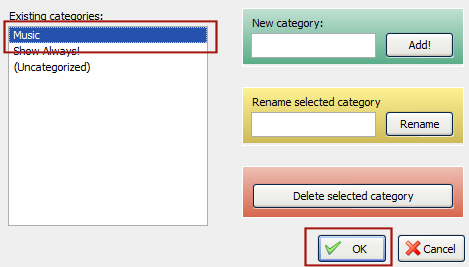 Existing categories:
Music
Show Always!
(Uncategorized)
New category:
Add!
Rename selected category
Rename
Delete selected category
OK
Cancel